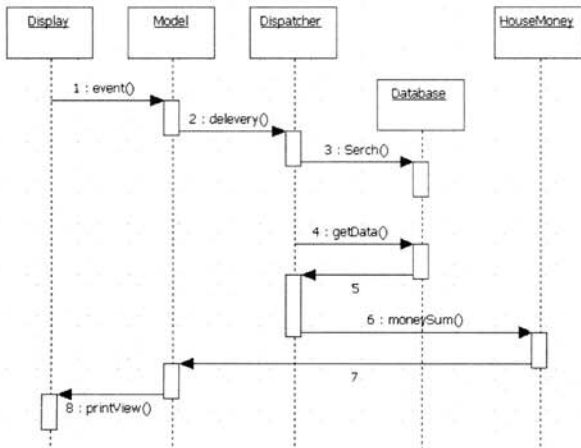 Display
Model
Dispatcher
HouseMoney
Database
1 : event()
2 : delevery()
3 : Serch()
4 : getData()
5
6 : moneySum()
7
8 : printView()